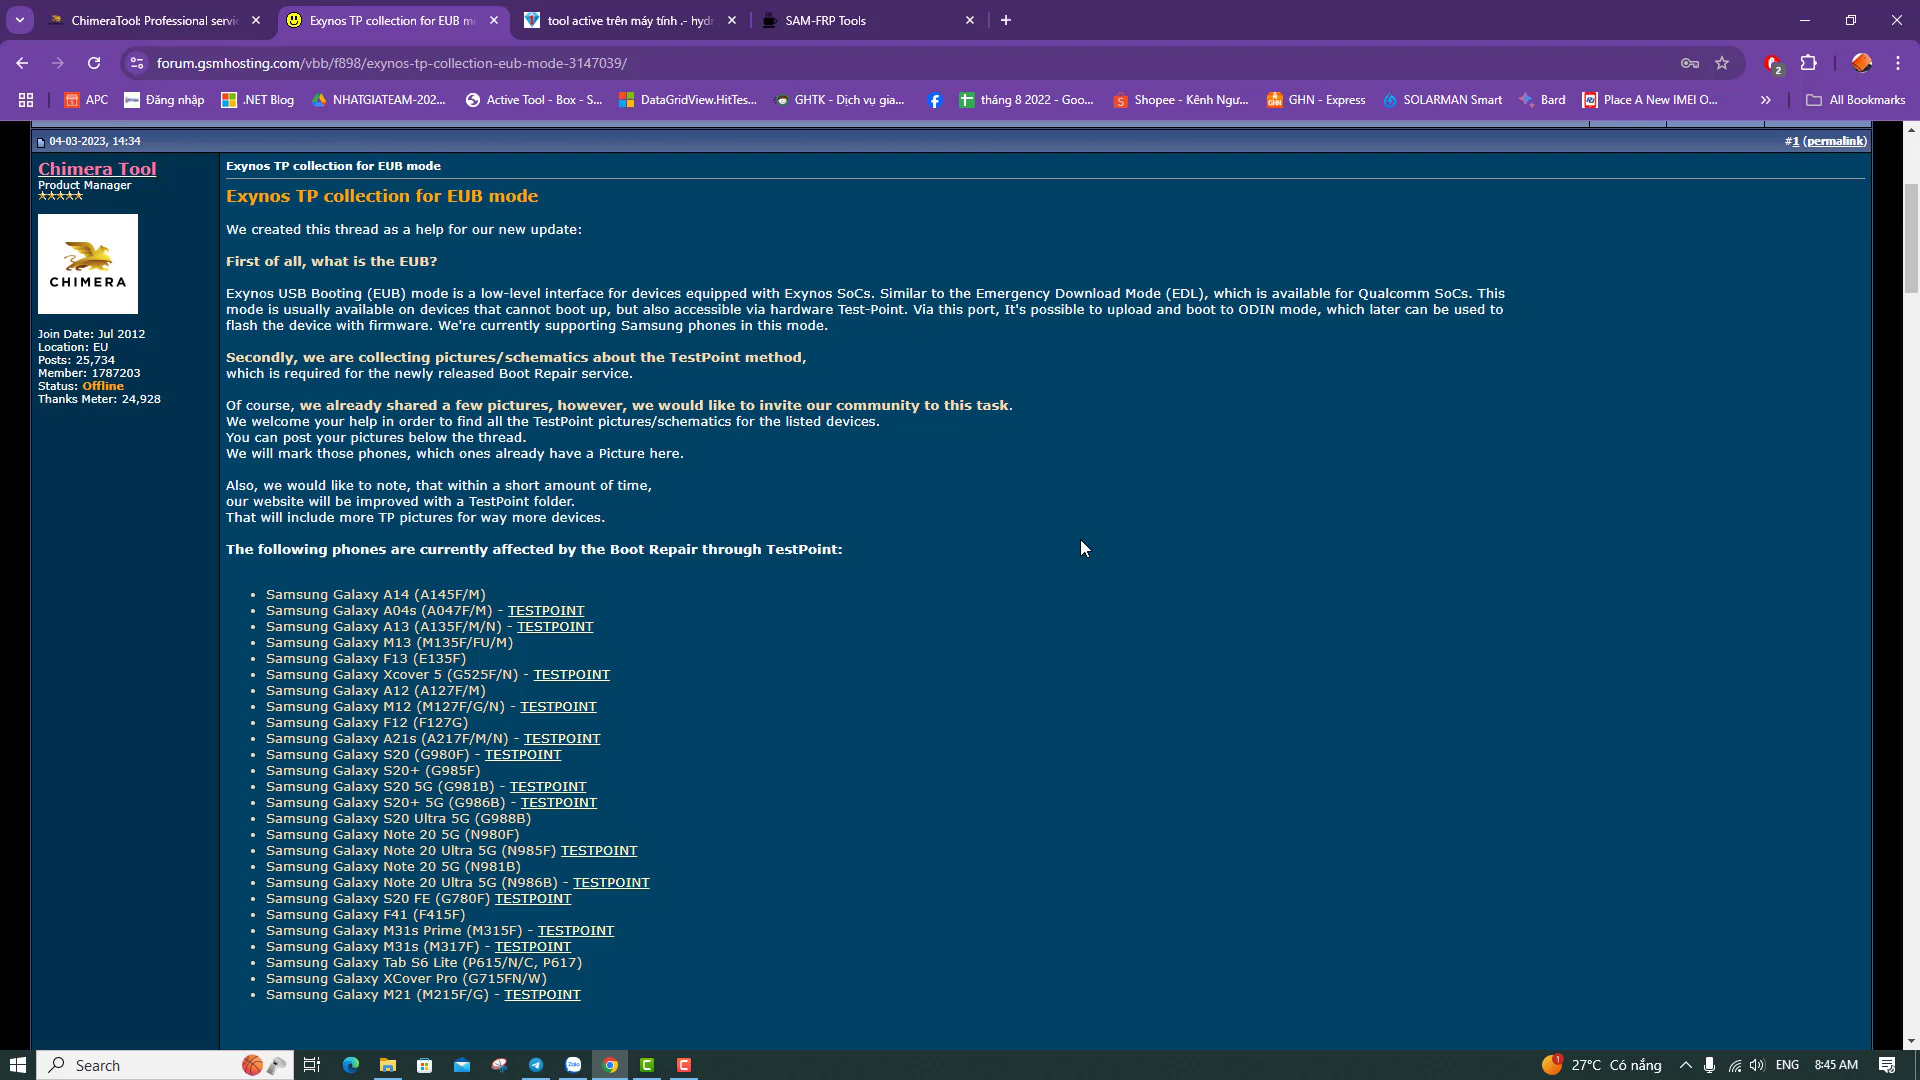 ChimeraTool: Professional servi
Exynos TP collection for EUB m
tool active trên máy tính .- hydr
SAM-FRP Tools
forum.gsmhosting.com/vbb/f898/exynos-tp-collection-eub-mode-3147039/
2
APC
Đăng nhập
.NET Blog
NHATGIATEAM-202...
Active Tool - Box - S...
DataGridView.HitTes...
GHTK - Dịch vụ gia...
tháng 8 2022 - Goo...
Shopee - Kênh Ngư...
GHN - Express
SOLARMAN Smart
Bard
Place A New IMEI O...
All Bookmarks
04-03-2023, 14:34
#1 (permalink)
Chimera Tool
Product Manager
CHIMERA
Join Date: Jul 2012
Location: EU
Posts: 25,734
Member: 1787203
Status: Offline
Thanks Meter: 24,928
Exynos TP collection for EUB mode
Exynos TP collection for EUB mode
We created this thread as a help for our new update:
First of all, what is the EUB?
Exynos USB Booting (EUB) mode is a low-level interface for devices equipped with Exynos SoCs. Similar to the Emergency Download Mode (EDL), which is available for Qualcomm SoCs. This
mode is usually available on devices that cannot boot up, but also accessible via hardware Test-Point. Via this port, It's possible to upload and boot to ODIN mode, which later can be used to
flash the device with firmware. We're currently supporting Samsung phones in this mode.
Secondly, we are collecting pictures/schematics about the TestPoint method,
which is required for the newly released Boot Repair service.
Of course, we already shared a few pictures, however, we would like to invite our community to this task.
We welcome your help in order to find all the TestPoint pictures/schematics for the listed devices.
You can post your pictures below the thread.
We will mark those phones, which ones already have a Picture here.
Also, we would like to note, that within a short amount of time,
our website will be improved with a TestPoint folder.
That will include more TP pictures for way more devices.
The following phones are currently affected by the Boot Repair through TestPoint:
• Samsung Galaxy A14 (A145F/M)
• Samsung Galaxy A04s (A047F/M) - TESTPOINT
• Samsung Galaxy A13 (A135F/M/N) - TESTPOINT
• Samsung Galaxy M13 (M135F/FU/M)
• Samsung Galaxy F13 (E135F)
• Samsung Galaxy Xcover 5 (G525F/N) - TESTPOINT
• Samsung Galaxy A12 (A127F/M)
• Samsung Galaxy M12 (M127F/G/N) - TESTPOINT
• Samsung Galaxy F12 (F127G)
• Samsung Galaxy A21s (A217F/M/N) - TESTPOINT
• Samsung Galaxy S20 (G980F) - TESTPOINT
• Samsung Galaxy S20+ (G985F)
• Samsung Galaxy S20 5G (G981B) - TESTPOINT
• Samsung Galaxy S20+ 5G (G986B) - TESTPOINT
• Samsung Galaxy S20 Ultra 5G (G988B)
• Samsung Galaxy Note 20 5G (N980F)
• Samsung Galaxy Note 20 Ultra 5G (N985F) TESTPOINT
• Samsung Galaxy Note 20 5G (N981B)
• Samsung Galaxy Note 20 Ultra 5G (N986B) - TESTPOINT
• Samsung Galaxy S20 FE (G780F) TESTPOINT
• Samsung Galaxy F41 (F415F)
• Samsung Galaxy M31s Prime (M315F) - TESTPOINT
• Samsung Galaxy M31s (M317F) - TESTPOINT
• Samsung Galaxy Tab S6 Lite (P615/N/C, P617)
• Samsung Galaxy XCover Pro (G715FN/W)
• Samsung Galaxy M21 (M215F/G) - TESTPOINT
Search
Zalo
1
27°C Có nắng
ENG
8:45 AM